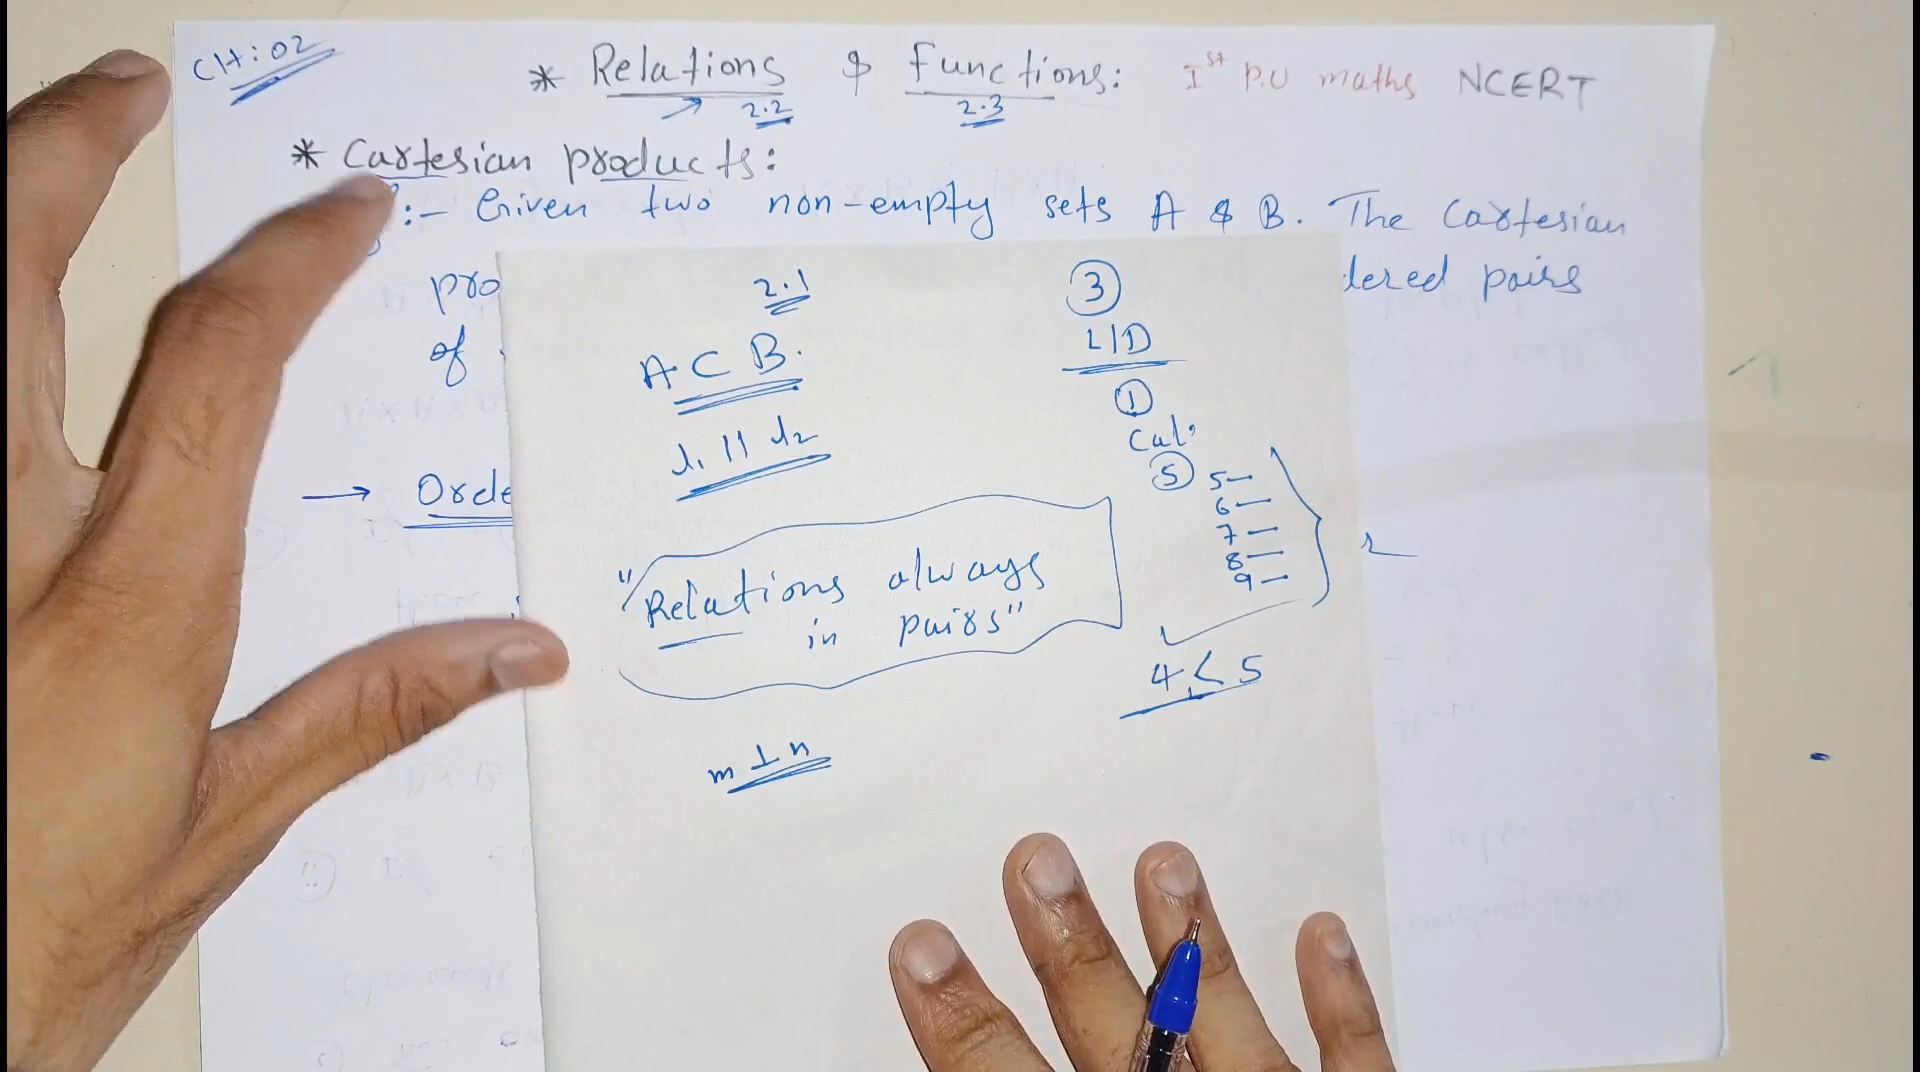 CH:02
* Relations & Functions: Ist P.U maths NCERT
→ 2.2 2.3
* Cartesian products:
:- Given two non-empty sets A & B. The Cartesian
pro dered pairs
of
→ Orde
2.1
A ⊂ B.
l1 || l2
"Relations always
in pairs"
m ⊥ n
3
LID
1
Cal.
5 5-
6-
7-
8-
9-
4 < 5